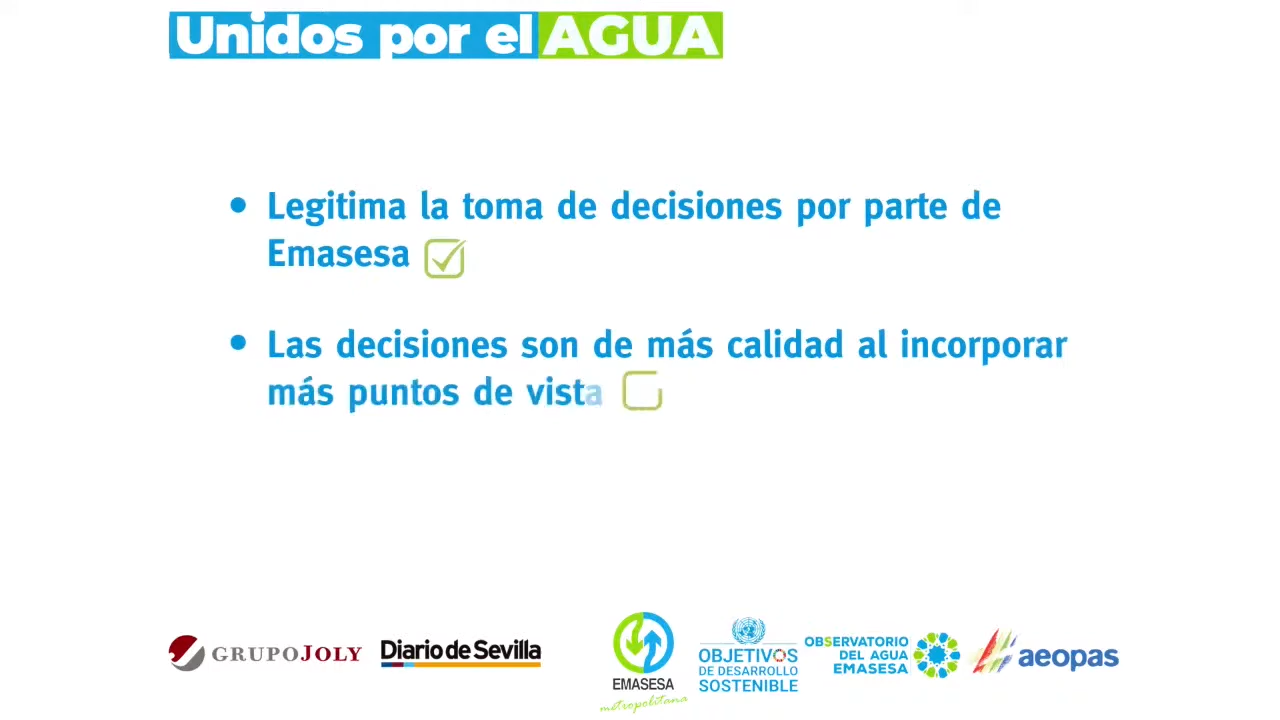 Unidos por el AGUA
• Legitima la toma de decisiones por parte de
Emasesa
• Las decisiones son de más calidad al incorporar
más puntos de vista
GRUPOJOLY
Diario de Sevilla
EMASESA
metropolitana
OBJETIVOS
DE DESARROLLO
SOSTENIBLE
OBSERVATORIO
DEL AGUA
EMASESA
aeopas